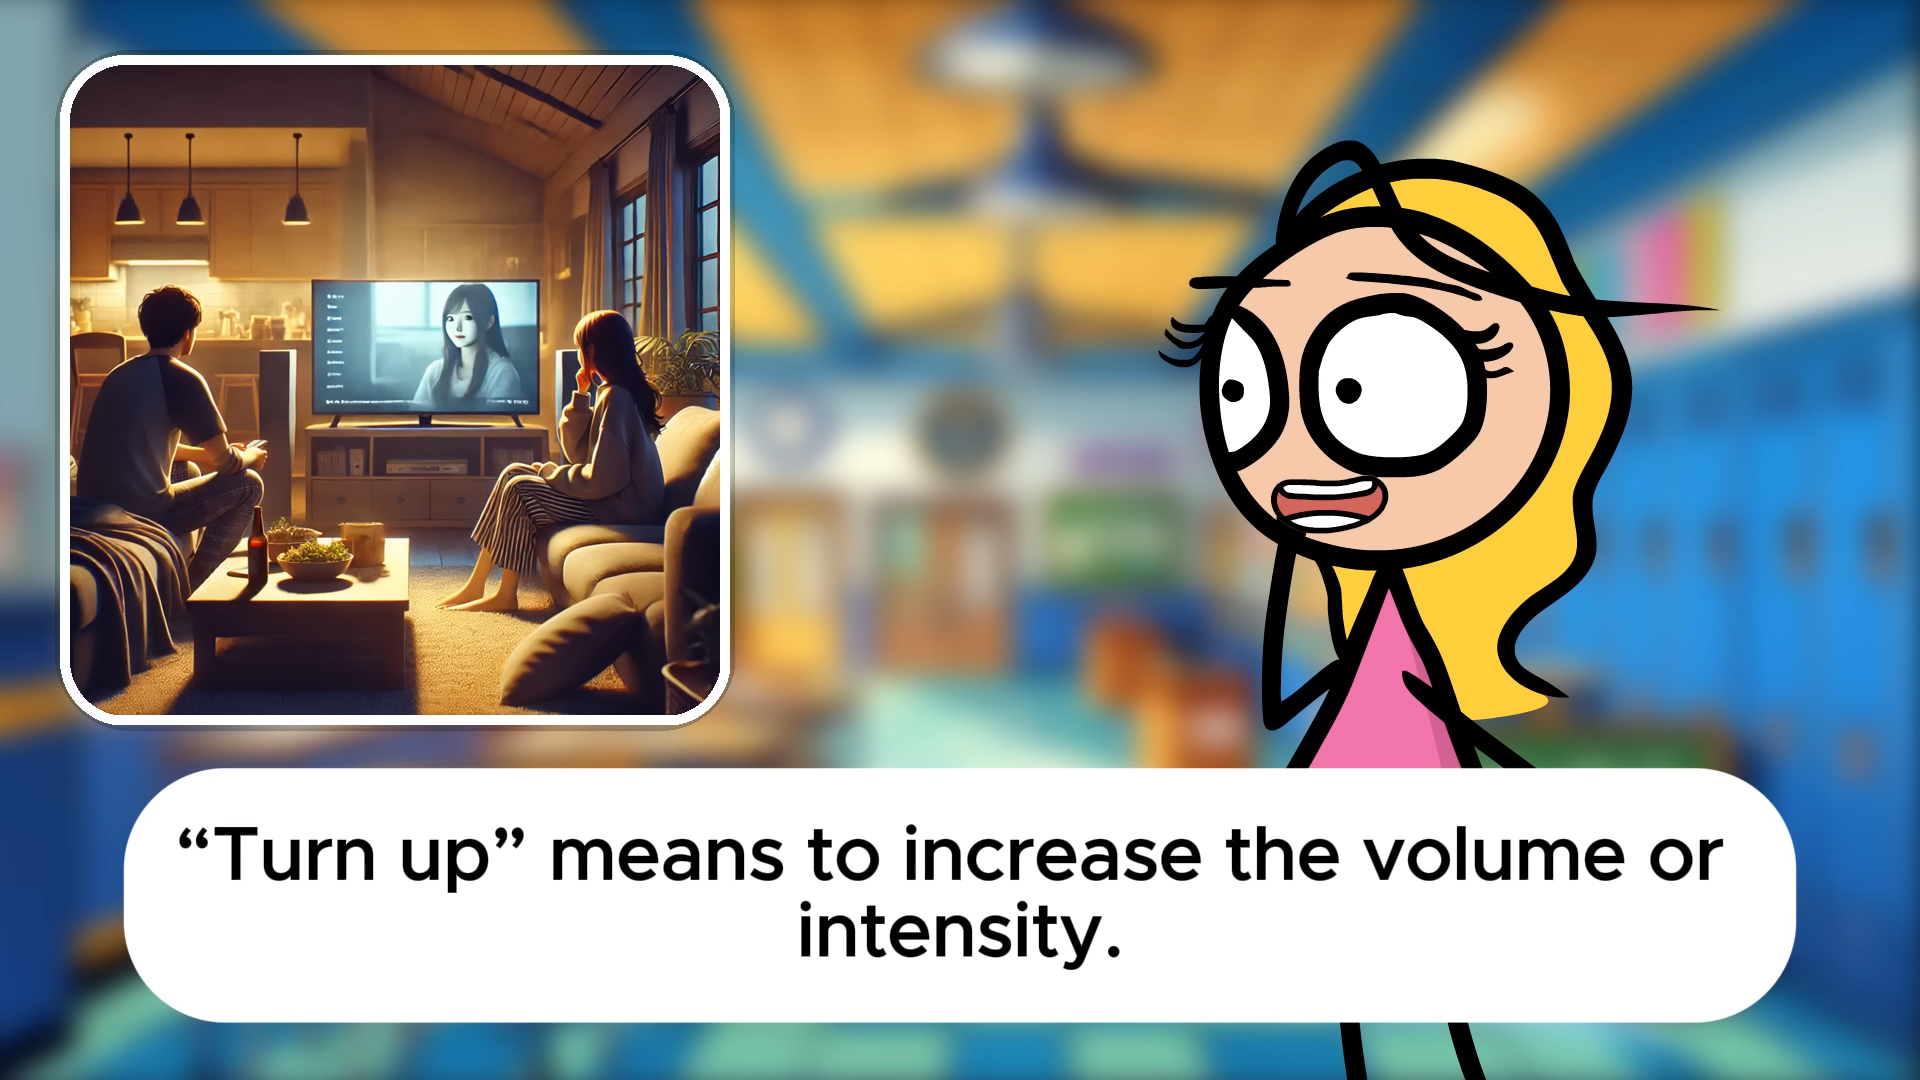 “Turn up” means to increase the volume or
intensity.